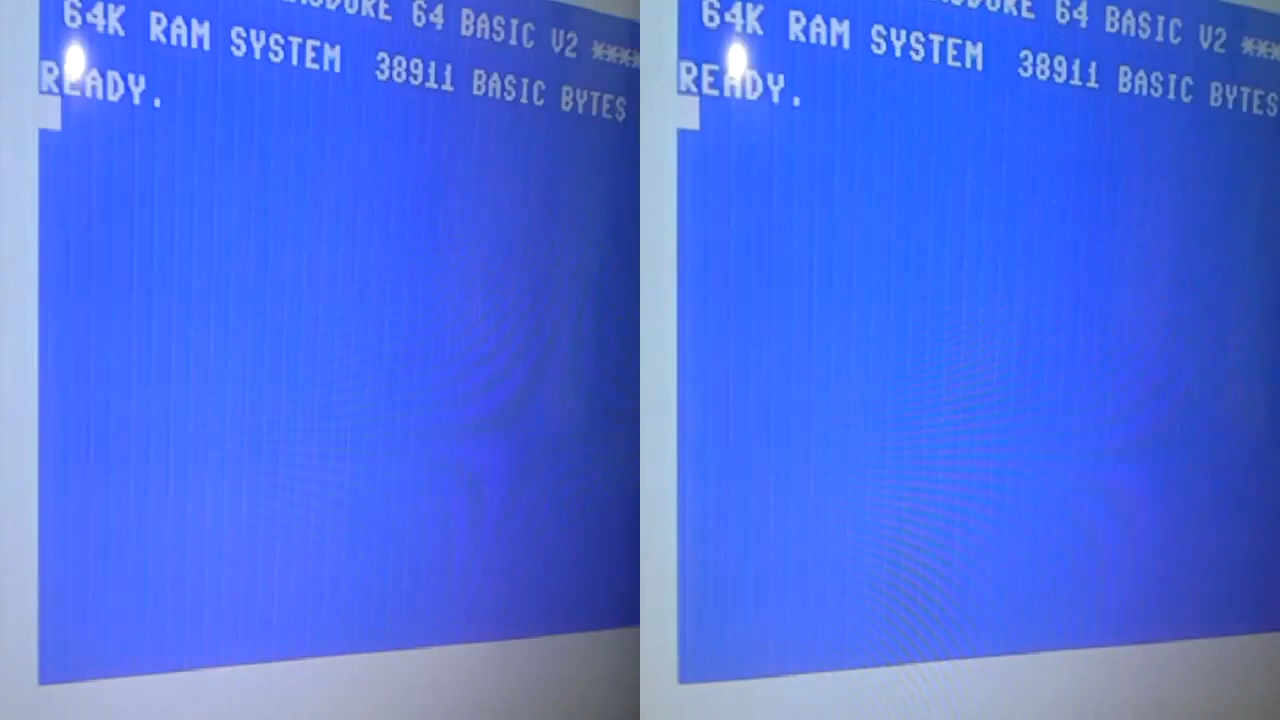 64 BASIC V2 ****
64K RAM SYSTEM 38911 BASIC BYTES
READY.
64 BASIC V2 ***
64K RAM SYSTEM 38911 BASIC BYTES
READY.